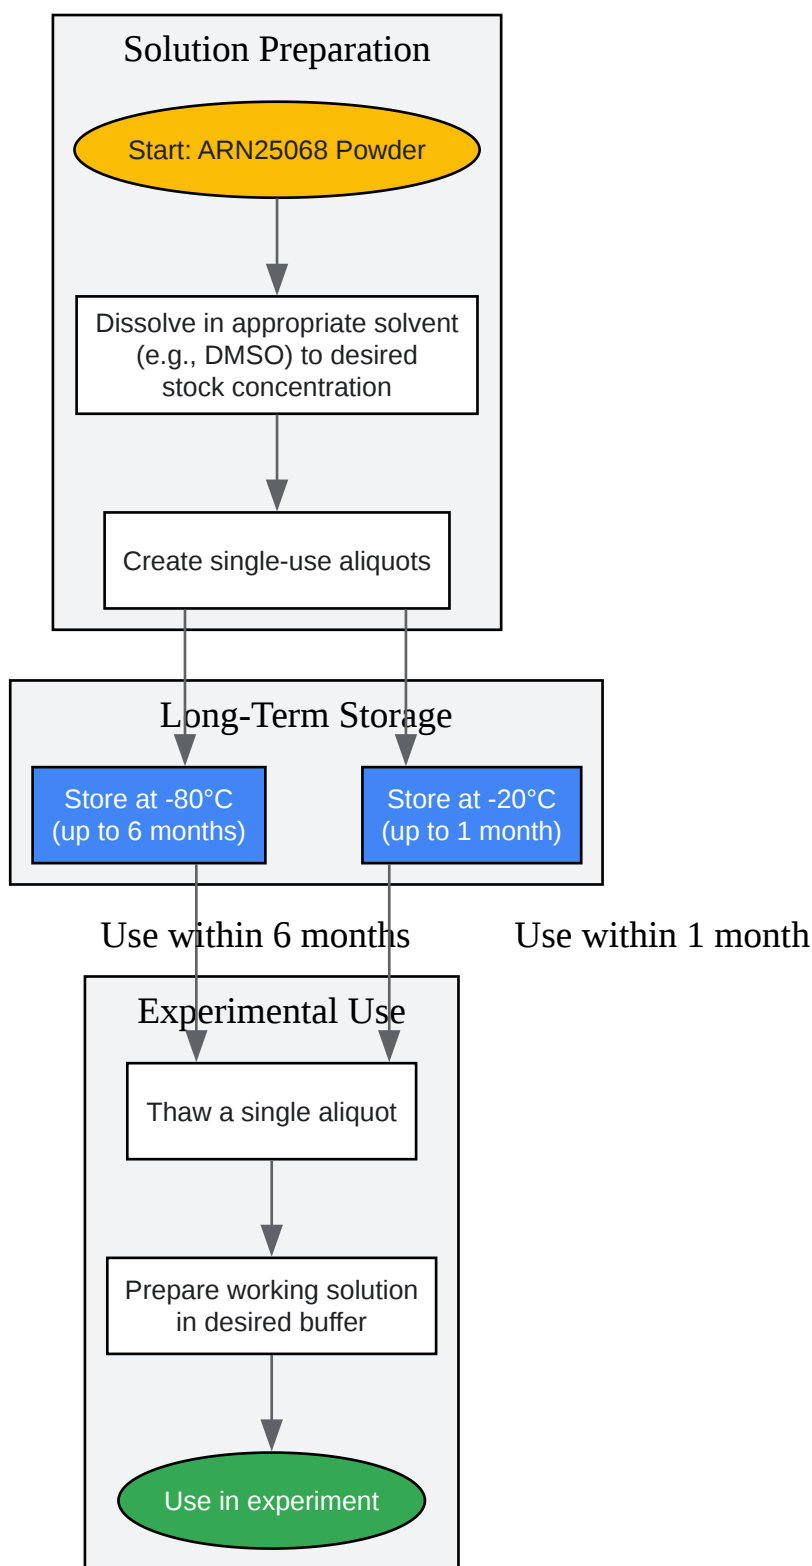 Solution Preparation
Start: ARN25068 Powder
Dissolve in appropriate solvent
(e.g., DMSO) to desired
stock concentration
Create single-use aliquots
Long-Term Storage
Store at -80°C
(up to 6 months)
Store at -20°C
(up to 1 month)
Use within 6 months
Use within 1 month
Experimental Use
Thaw a single aliquot
Prepare working solution
in desired buffer
Use in experiment